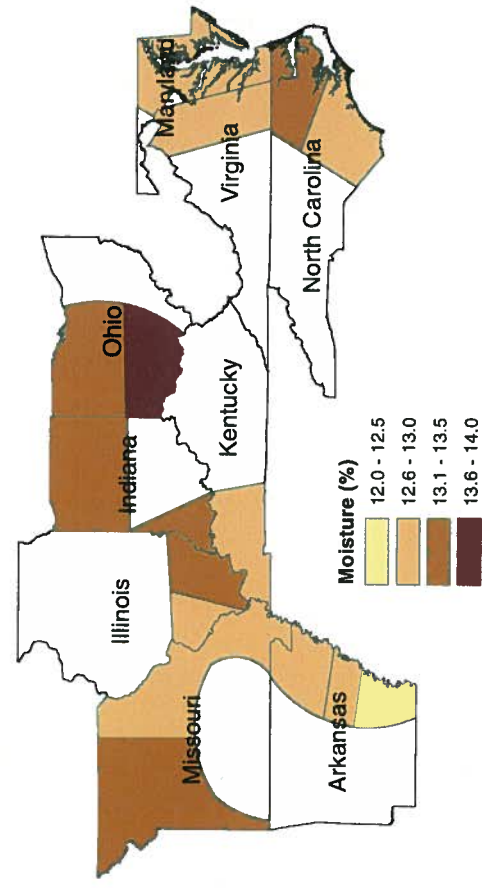 Maryland
Virginia
North Carolina
Ohio
Indiana
Kentucky
Illinois
Missouri
Arkansas
Moisture (%)
12.0 - 12.5
12.6 - 13.0
13.1 - 13.5
13.6 - 14.0